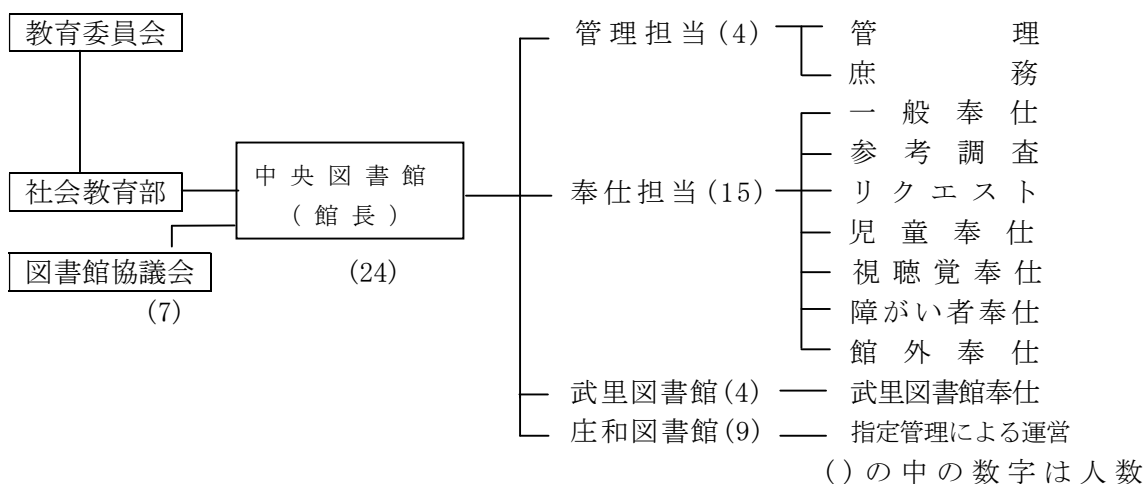 教育委員会
社会教育部
図書館協議会
(7)
中央図書館
(館長)
(24)
管理担当(4)
管理
庶務
奉仕担当(15)
一般奉仕
参考調査
リクエスト
児童奉仕
視聴覚奉仕
障がい者奉仕
館外奉仕
武里図書館(4)
武里図書館奉仕
庄和図書館(9)
指定管理による運営
()の中の数字は人数